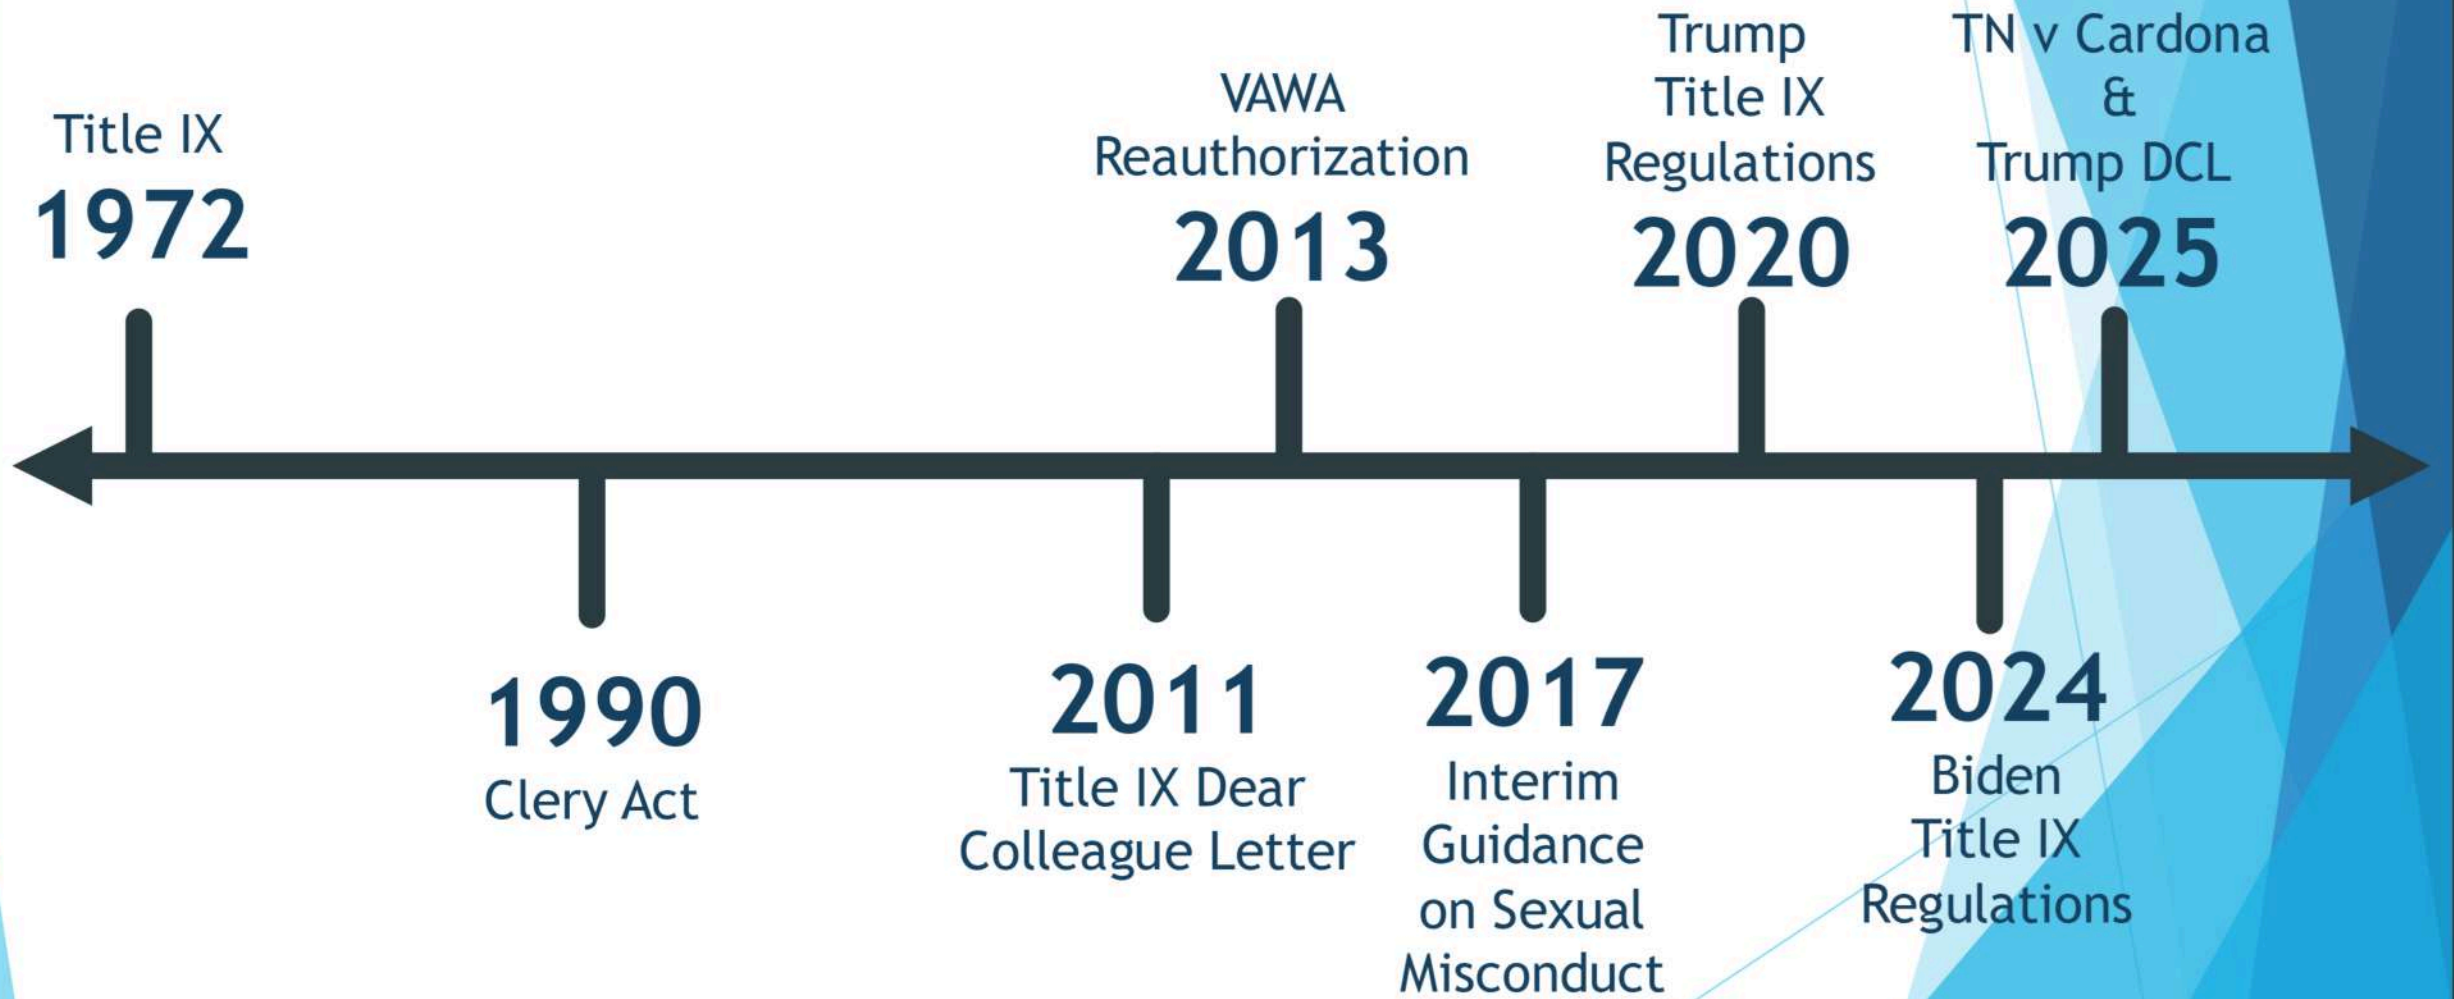 Title IX
1972
1990
Clery Act
2011
Title IX Dear
Colleague Letter
VAWA
Reauthorization
2013
2017
Interim
Guidance
on Sexual
Misconduct
Trump
Title IX
Regulations
2020
2024
Biden
Title IX
Regulations
TN v Cardona
&
Trump DCL
2025